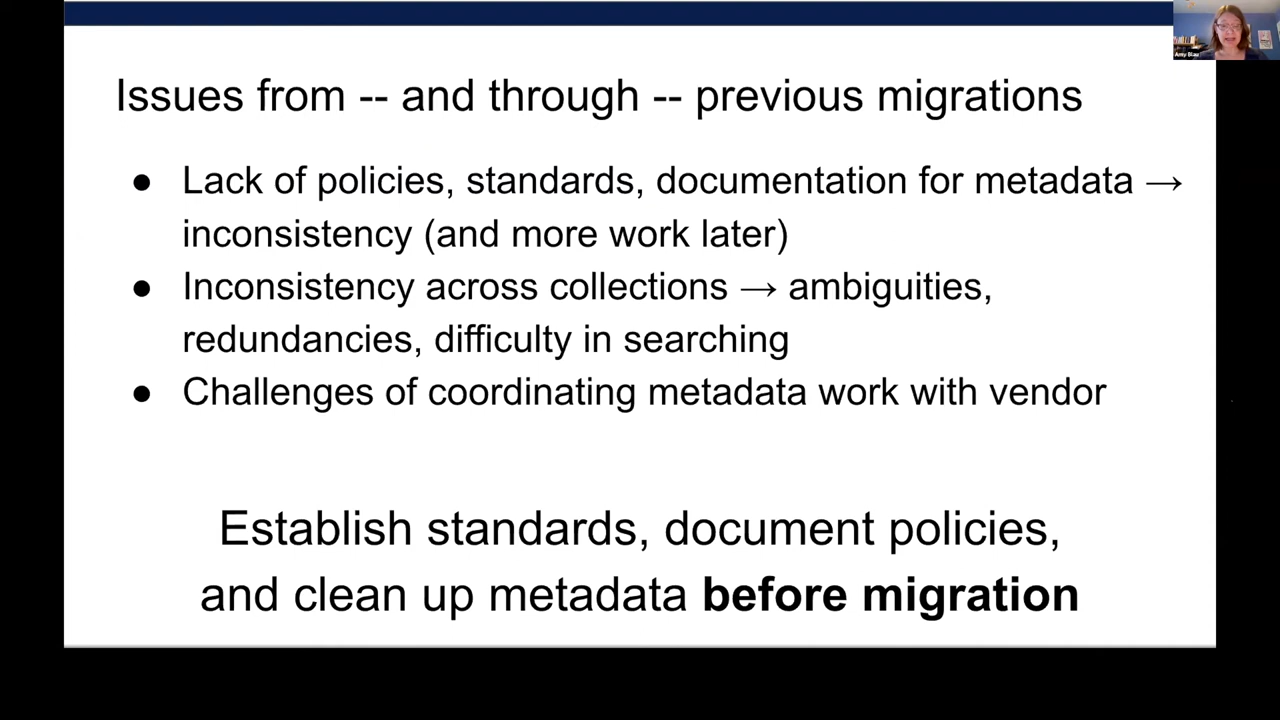 Issues from -- and through -- previous migrations
● Lack of policies, standards, documentation for metadata →
inconsistency (and more work later)
● Inconsistency across collections → ambiguities,
redundancies, difficulty in searching
● Challenges of coordinating metadata work with vendor
Establish standards, document policies,
and clean up metadata before migration
Amy Blau